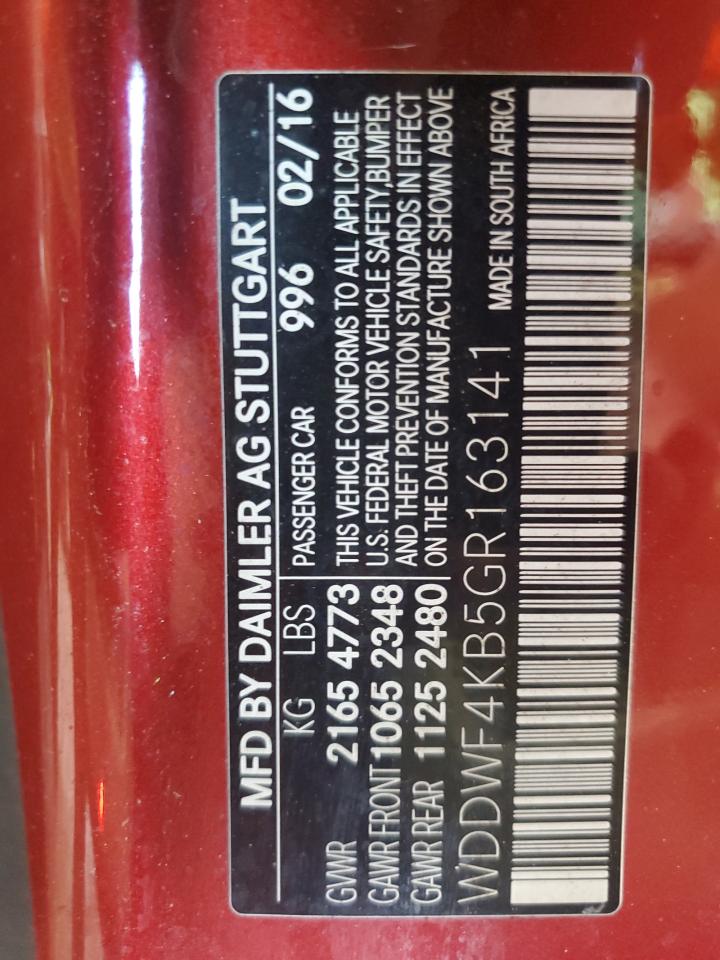 MFD BY DAIMLER AG STUTTGART
KG LBS PASSENGER CAR 996 02/16
GVWR 2165 4773 THIS VEHICLE CONFORMS TO ALL APPLICABLE
GAWR FRONT 1065 2348 U.S. FEDERAL MOTOR VEHICLE SAFETY,BUMPER
GAWR REAR 1125 2480 AND THEFT PREVENTION STANDARDS IN EFFECT
ON THE DATE OF MANUFACTURE SHOWN ABOVE
WDDWF4KB5GR163141 MADE IN SOUTH AFRICA